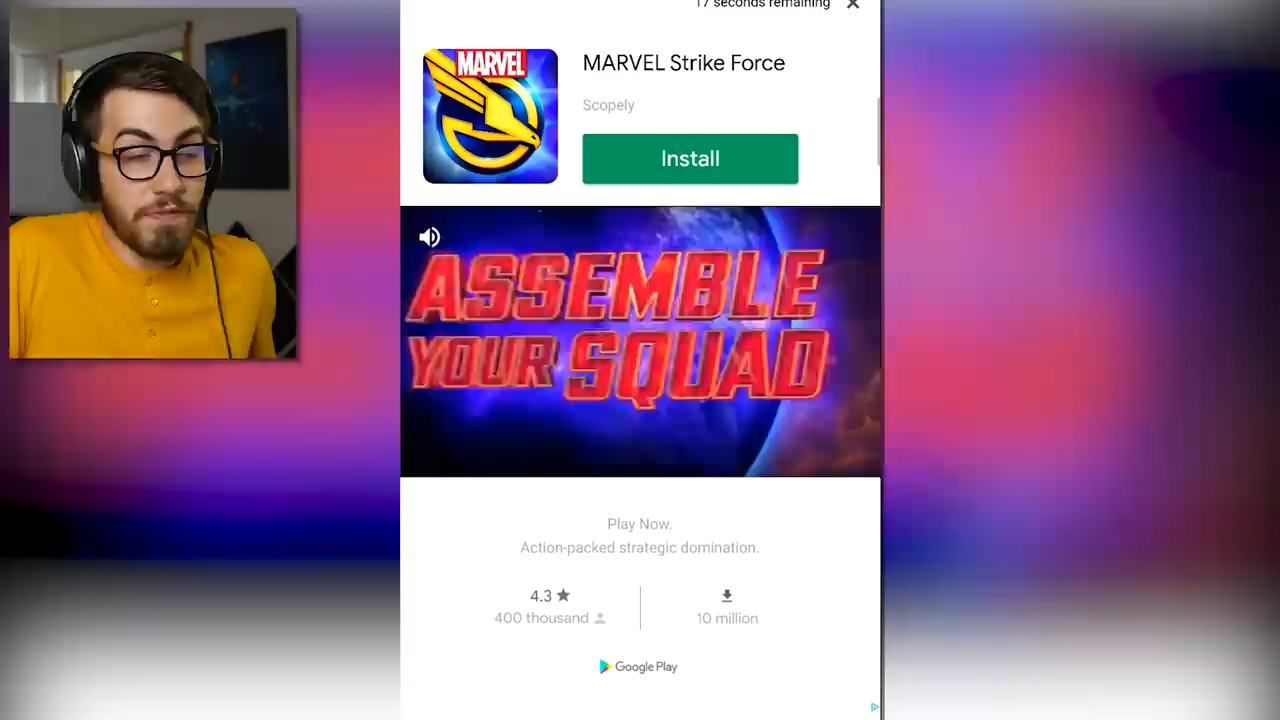 17 seconds remaining
MARVEL
MARVEL Strike Force
Scopely
Install
ASSEMBLE
YOUR SQUAD
Play Now.
Action-packed strategic domination.
4.3
400 thousand
10 million
Google Play